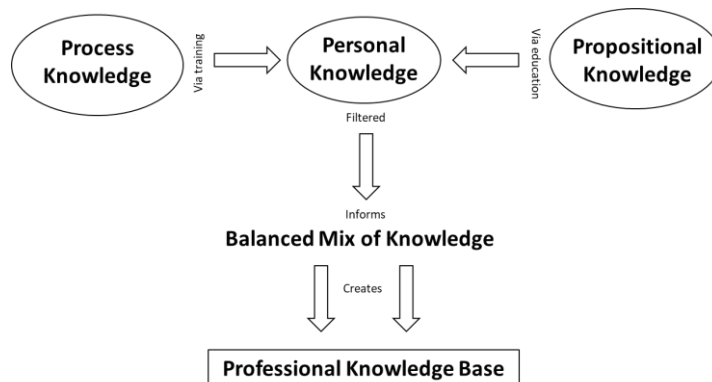 Process
Knowledge
Via training
Personal
Knowledge
Via education
Propositional
Knowledge
Filtered
Informs
Balanced Mix of Knowledge
Creates
Professional Knowledge Base